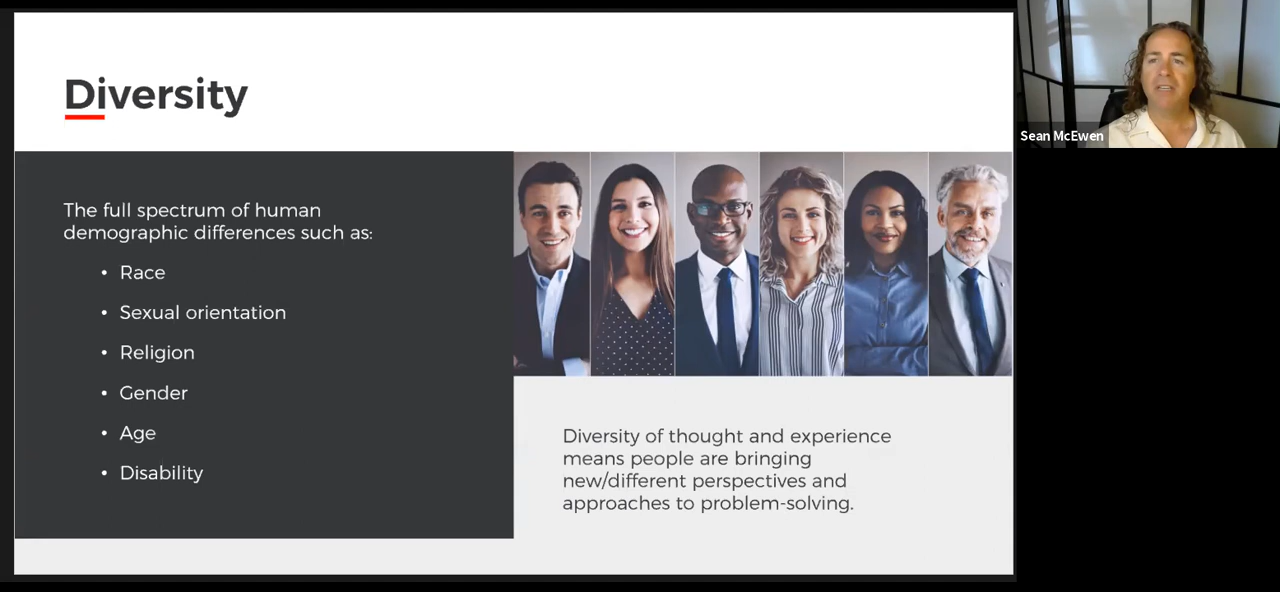 Diversity
The full spectrum of human
demographic differences such as:
• Race
• Sexual orientation
• Religion
• Gender
• Age
• Disability
Diversity of thought and experience
means people are bringing
new/different perspectives and
approaches to problem-solving.
Sean McEwen